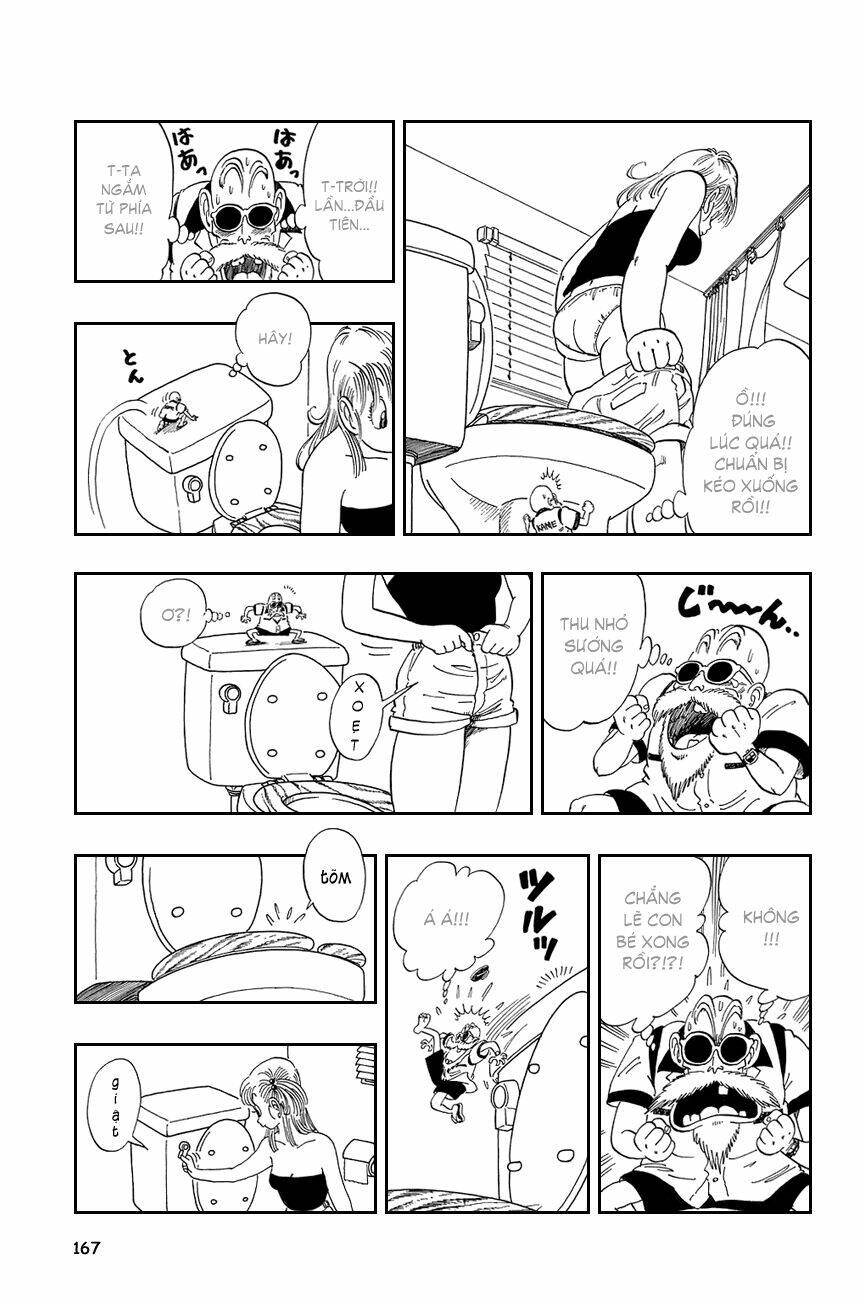 Ồ!!!
ĐÚNG
LÚC QUÁ!!
CHUẨN BỊ
KÉO XUỐNG
RỒI!!
KAME
T-TRỜI!!
LẦN...ĐẦU
TIÊN...
はあっ
はあっ
T-TA
NGẮM
TỪ PHÍA
SAU!!
HÂY!
とん
じーーん..
THU NHỎ
SƯỚNG
QUÁ!!
Ơ?!
XOẸT
KHÔNG
!!!
CHẲNG
LẼ CON
BÉ XONG
RỒI?!?!
ツルッ
Á Á!!!
tõm
giật
167